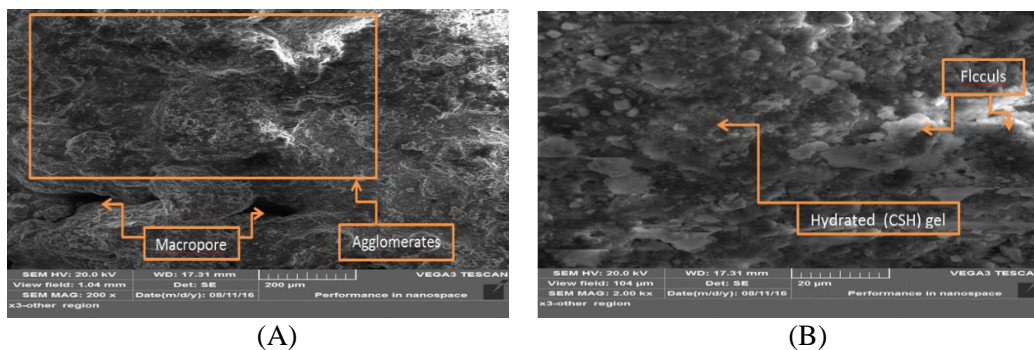 Macropore
Agglomerates
SEM HV: 20.0 kV WD: 17.31 mm VEGA3 TESCAN
View field: 1.04 mm Det: SE 200 µm
SEM MAG: 200 x Date(m/d/y): 08/11/16 Performance in nanospace
x3-other region
(A)
Flcculs
Hydrated (CSH) gel
SEM HV: 20.0 kV WD: 17.31 mm VEGA3 TESCAN
View field: 104 µm Det: SE 20 µm
SEM MAG: 2.00 kx Date(m/d/y): 08/11/16 Performance in nanospace
x3-other region
(B)